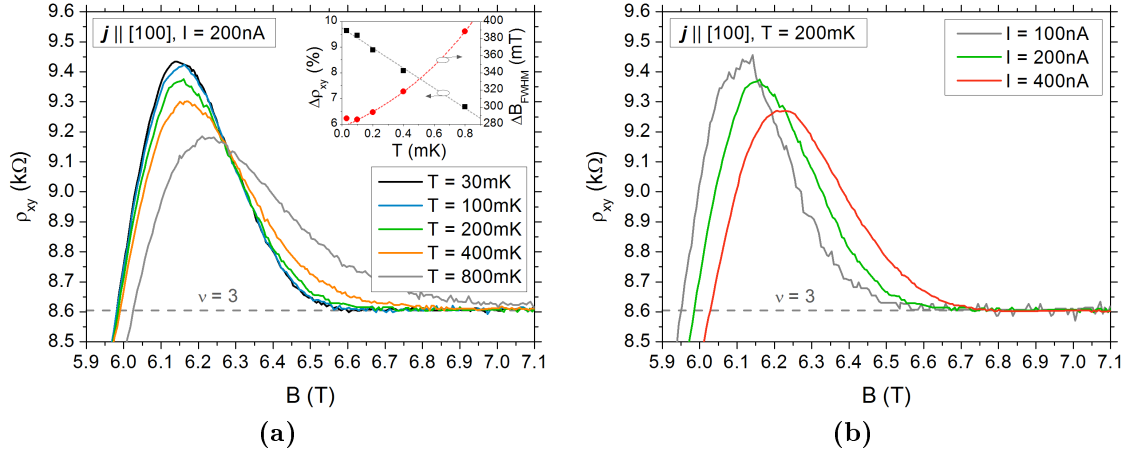 j || [100], I = 200nA
Δρxy (%)
10
9
8
7
6
400
380
360
340
320
300
280
ΔBFWHM (mT)
0.0 0.2 0.4 0.6 0.8
T (mK)
ρxy (kΩ)
9.6
9.5
9.4
9.3
9.2
9.1
9.0
8.9
8.8
8.7
8.6
8.5
T = 30mK
T = 100mK
T = 200mK
T = 400mK
T = 800mK
ν = 3
5.9 6.0 6.1 6.2 6.3 6.4 6.5 6.6 6.7 6.8 6.9 7.0 7.1
B (T)
(a)
j || [100], T = 200mK
I = 100nA
I = 200nA
I = 400nA
ρxy (kΩ)
9.6
9.5
9.4
9.3
9.2
9.1
9.0
8.9
8.8
8.7
8.6
8.5
ν = 3
5.9 6.0 6.1 6.2 6.3 6.4 6.5 6.6 6.7 6.8 6.9 7.0 7.1
B (T)
(b)